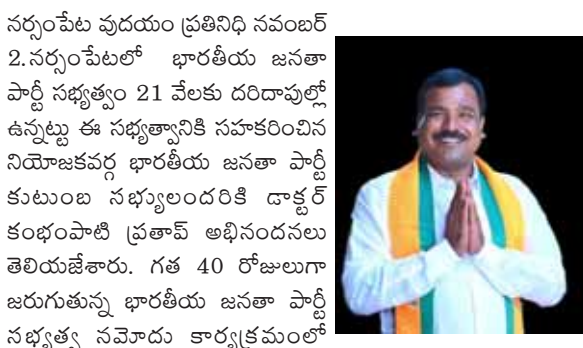 నర్సంపేట వుదయం ప్రతినిధి నవంబర్
2.నర్సంపేటలో భారతీయ జనతా
పార్టీ సభ్యత్వం 21 వేలకు దరిదాపుల్లో
ఉన్నట్టు ఈ సభ్యత్వానికి సహకరించిన
నియోజకవర్గ భారతీయ జనతా పార్టీ
కుటుంబ సభ్యులందరికి డాక్టర్
కంభంపాటి ప్రతాప్ అభినందనలు
తెలియజేశారు. గత 40 రోజులుగా
జరుగుతున్న భారతీయ జనతా పార్టీ
సభ్యత్వ నమోదు కార్యక్రమంలో